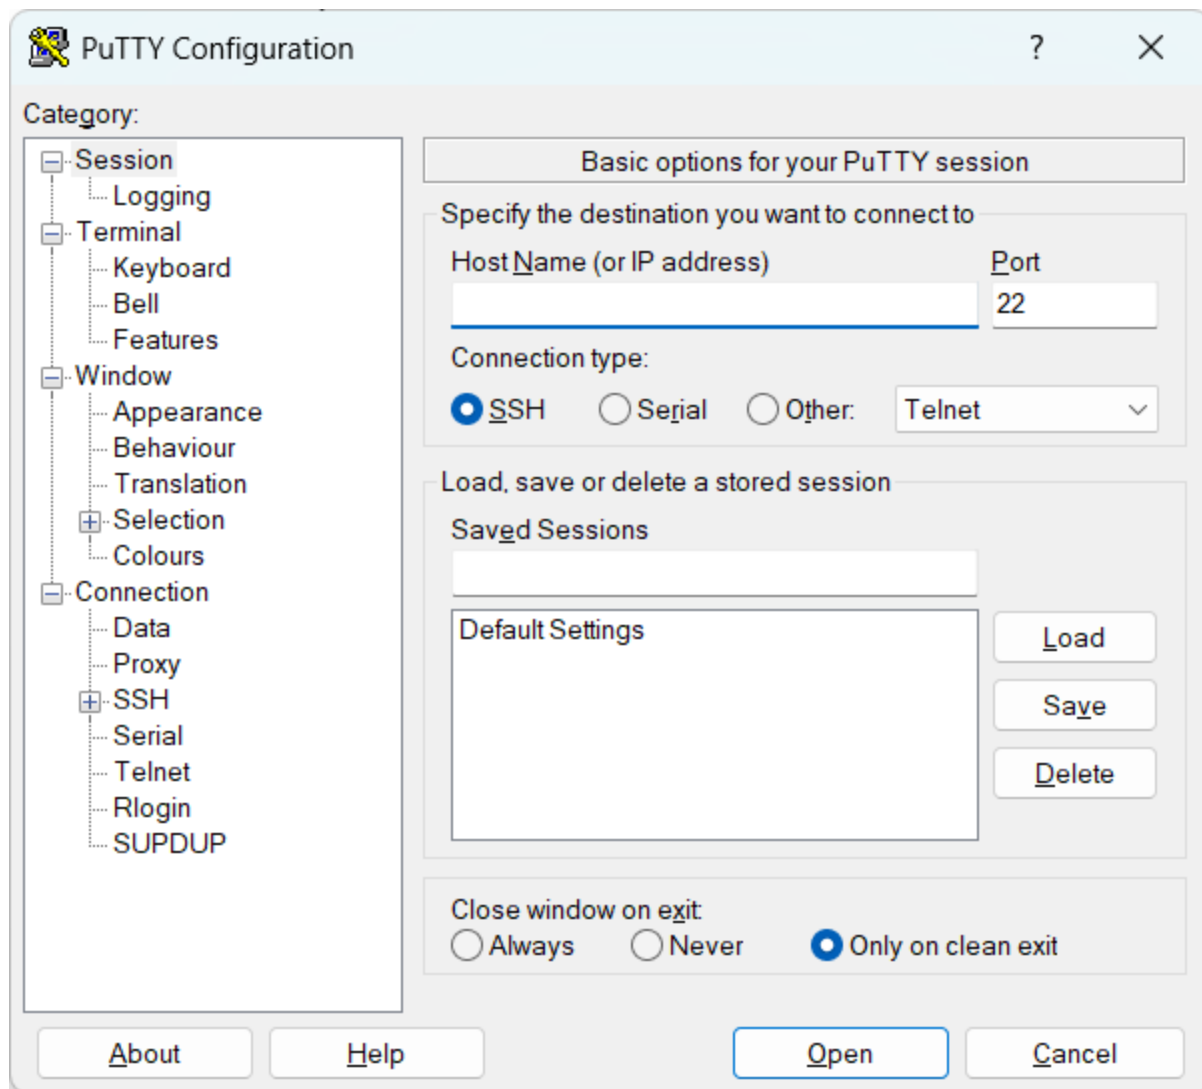 PuTTY Configuration
?
Category:
Session
Logging
Terminal
Keyboard
Bell
Features
Window
Appearance
Behaviour
Translation
Selection
Colours
Connection
Data
Proxy
SSH
Serial
Telnet
Rlogin
SUPDUP
Basic options for your PuTTY session
Specify the destination you want to connect to
Host Name (or IP address) Port
22
Connection type:
SSH Serial Other: Telnet
Load, save or delete a stored session
Saved Sessions
Default Settings
Load
Save
Delete
Close window on exit:
Always Never Only on clean exit
About Help Open Cancel